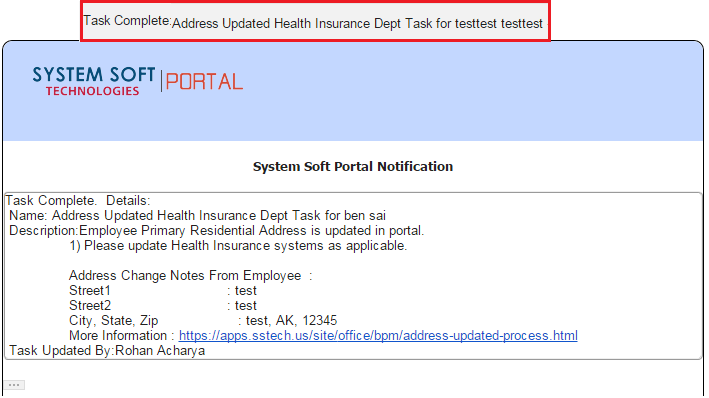 Task Complete:Address Updated Health Insurance Dept Task for testtest testtest
SYSTEM SOFT
TECHNOLOGIES
PORTAL
System Soft Portal Notification
Task Complete. Details:
Name: Address Updated Health Insurance Dept Task for ben sai
Description:Employee Primary Residential Address is updated in portal.
1) Please update Health Insurance systems as applicable.
Address Change Notes From Employee :
Street1 : test
Street2 : test
City, State, Zip : test, AK, 12345
More Information : https://apps.sstech.us/site/office/bpm/address-updated-process.html
Task Updated By:Rohan Acharya